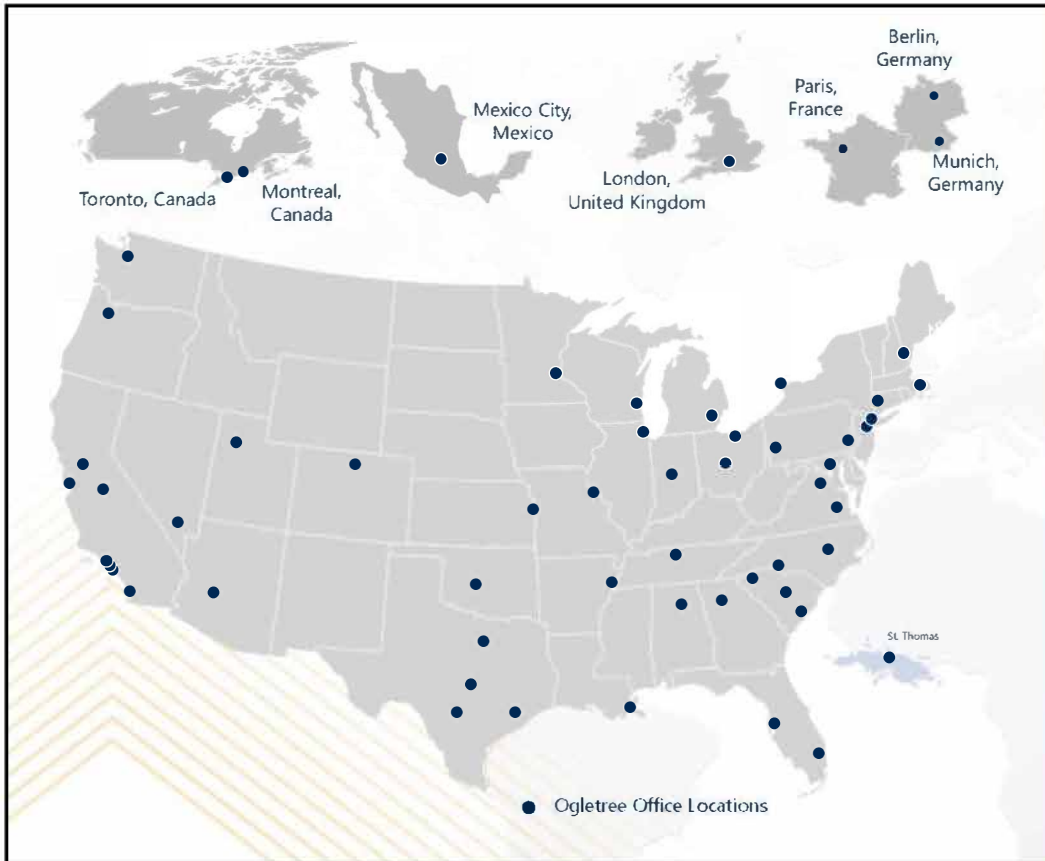 Berlin,
Germany
Paris,
France
Mexico City,
Mexico
Munich,
Germany
London,
United Kingdom
Toronto, Canada
Montreal,
Canada
St. Thomas
Ogletree Office Locations